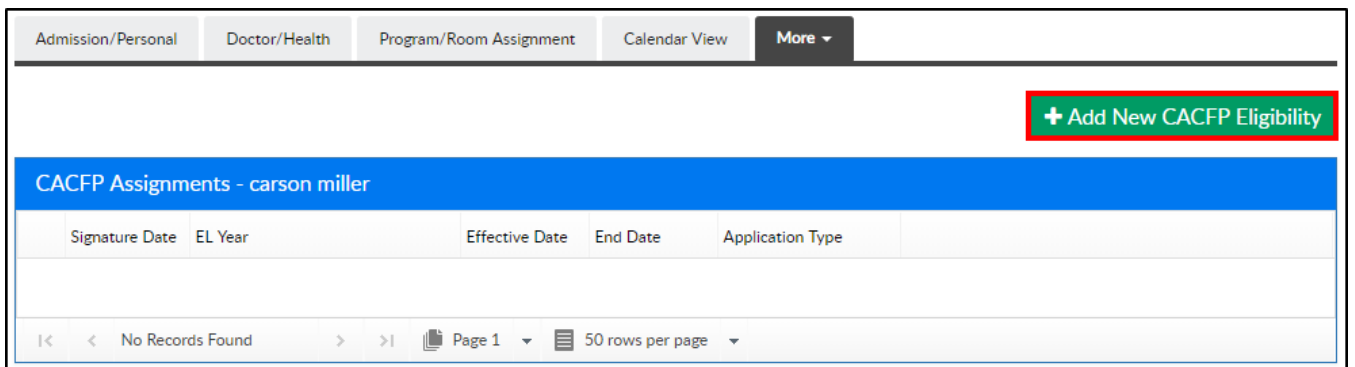 Admission/Personal Doctor/Health Program/Room Assignment Calendar View More
+ Add New CACFP Eligibility
CACFP Assignments - carson miller
Signature Date EL Year Effective Date End Date Application Type
No Records Found Page 1 50 rows per page